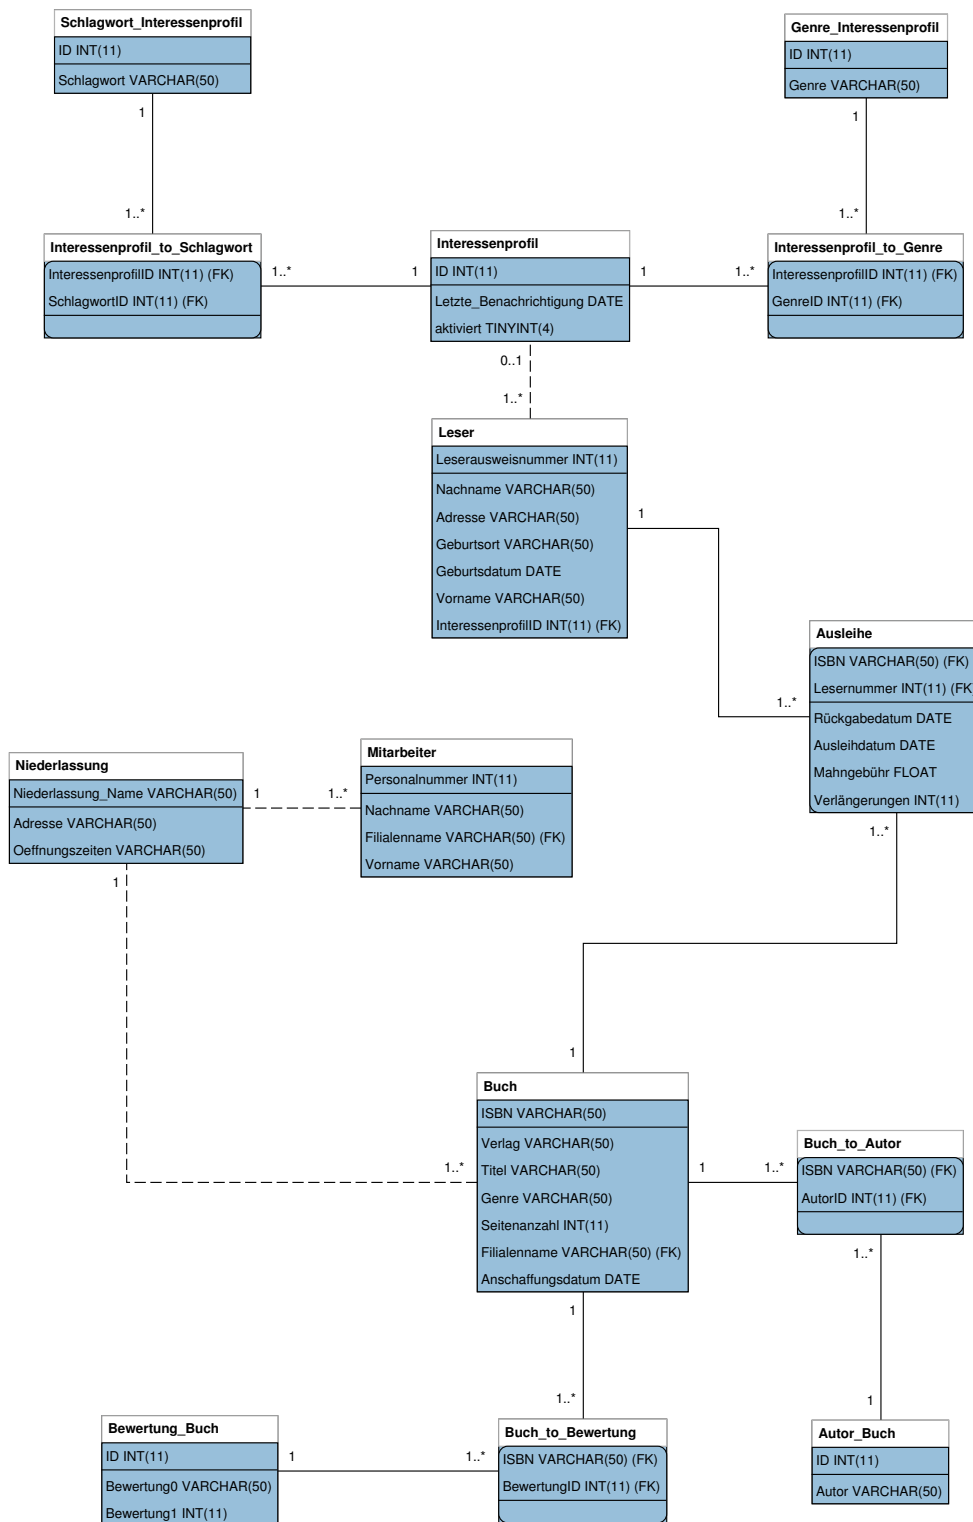 Schlagwort_Interessenprofil
ID INT(11)
Schlagwort VARCHAR(50)
Genre_Interessenprofil
ID INT(11)
Genre VARCHAR(50)
1
1
1..*
1..*
Interessenprofil_to_Schlagwort
InteressenprofilID INT(11) (FK)
SchlagwortID INT(11) (FK)
1..*
1
Interessenprofil
ID INT(11)
Letzte_Benachrichtigung DATE
aktiviert TINYINT(4)
1
1..*
Interessenprofil_to_Genre
InteressenprofilID INT(11) (FK)
GenreID INT(11) (FK)
0..1
1..*
Leser
Leserausweisnummer INT(11)
Nachname VARCHAR(50)
Adresse VARCHAR(50)
Geburtsort VARCHAR(50)
Geburtsdatum DATE
Vorname VARCHAR(50)
InteressenprofilID INT(11) (FK)
1
1..*
Ausleihe
ISBN VARCHAR(50) (FK)
Lesernummer INT(11) (FK
Rückgabedatum DATE
Ausleihdatum DATE
Mahngebühr FLOAT
Verlängerungen INT(11)
1..*
Niederlassung
Niederlassung_Name VARCHAR(50)
Adresse VARCHAR(50)
Oeffnungszeiten VARCHAR(50)
1
1..*
Mitarbeiter
Personalnummer INT(11)
Nachname VARCHAR(50)
Filialenname VARCHAR(50) (FK)
Vorname VARCHAR(50)
1
1
1..*
Buch
ISBN VARCHAR(50)
Verlag VARCHAR(50)
Titel VARCHAR(50)
Genre VARCHAR(50)
Seitenanzahl INT(11)
Filialenname VARCHAR(50) (FK)
Anschaffungsdatum DATE
1
1..*
Buch_to_Autor
ISBN VARCHAR(50) (FK)
AutorID INT(11) (FK)
1..*
1
1
1..*
Bewertung_Buch
ID INT(11)
Bewertung0 VARCHAR(50)
Bewertung1 INT(11)
1
1..*
Buch_to_Bewertung
ISBN VARCHAR(50) (FK)
BewertungID INT(11) (FK)
Autor_Buch
ID INT(11)
Autor VARCHAR(50)